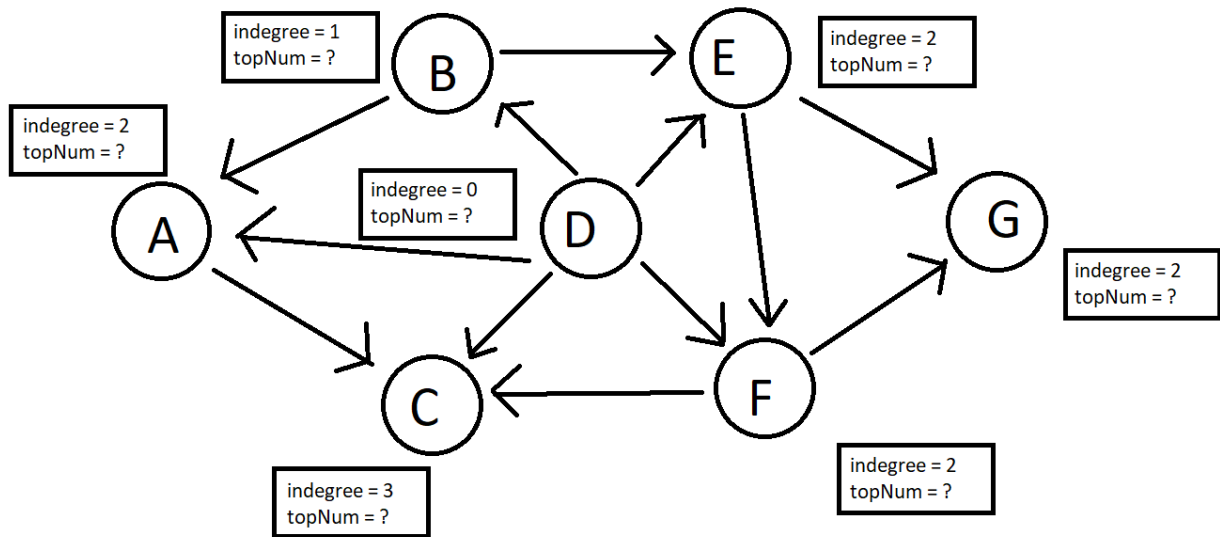 indegree = 1
topNum = ?
B
E
indegree = 2
topNum = ?
indegree = 2
topNum = ?
A
indegree = 0
topNum = ?
D
G
indegree = 2
topNum = ?
C
F
indegree = 3
topNum = ?
indegree = 2
topNum = ?